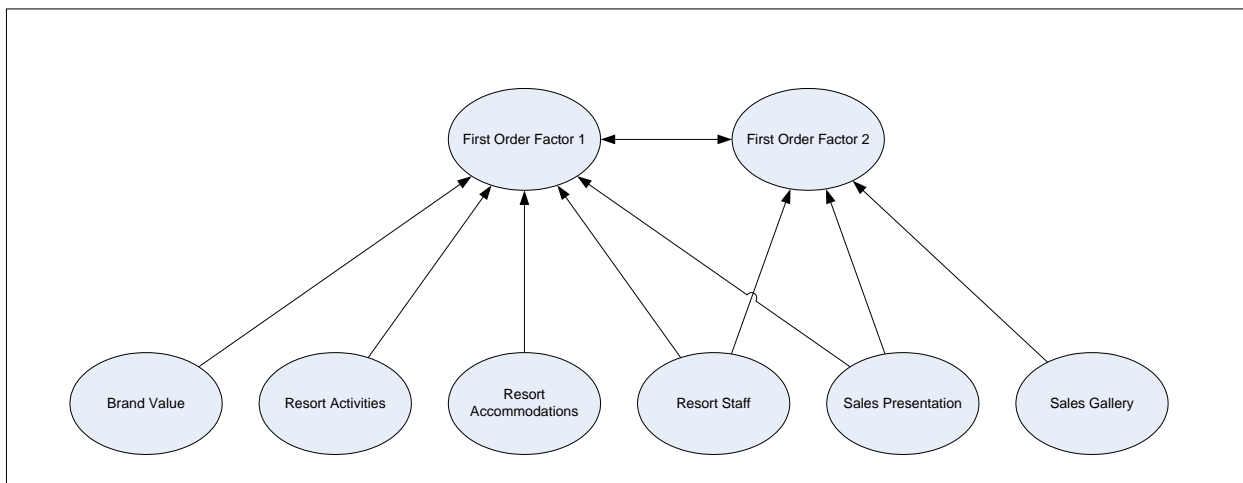 First Order Factor 1
First Order Factor 2
Brand Value
Resort Activities
Resort
Accommodations
Resort Staff
Sales Presentation
Sales Gallery